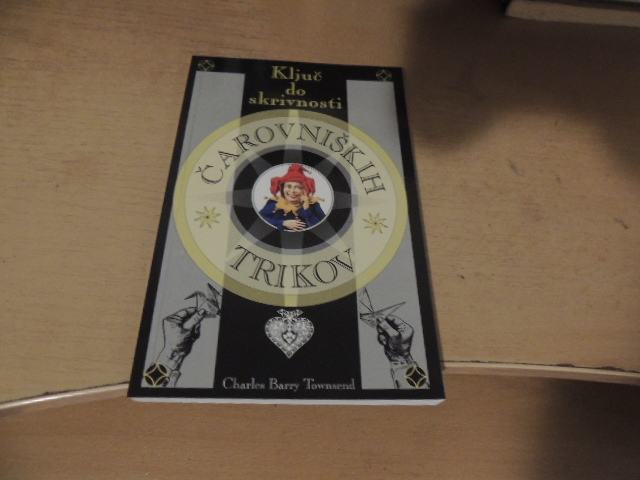 Ključ
do
skrivnosti
ČAROVNIŠKIH
TRIKOV
Charles Barry Townsend